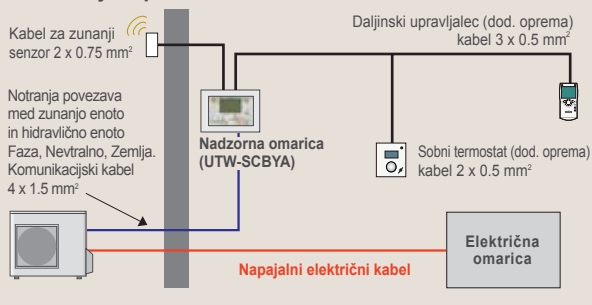 Kabel za zunanji
senzor 2 x 0.75 mm²
Daljinski upravljalec (dod. oprema)
kabel 3 x 0.5 mm²
Notranja povezava
med zunanjo enoto
in hidravlično enoto
Faza, Nevtralno, Zemlja.
Komunikacijski kabel
4 x 1.5 mm²
Nadzorna omarica
(UTW-SCBYA)
Sobni termostat (dod. oprema)
kabel 2 x 0.5 mm²
Električna
omarica
Napajalni električni kabel